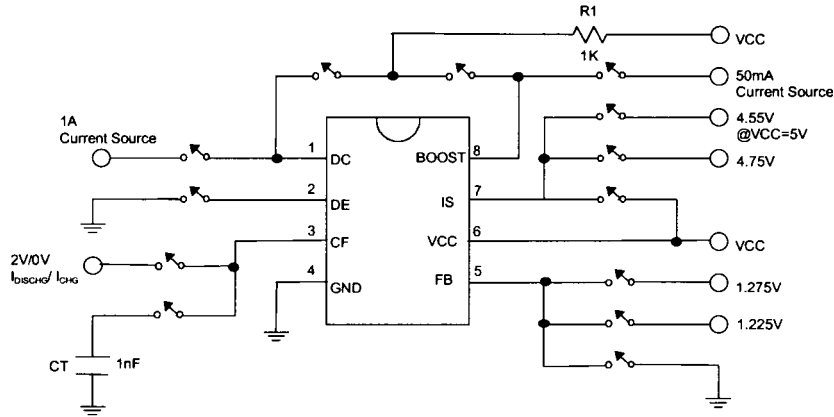 R1
VCC
1K
50mA
Current Source
1A
Current Source
4.55V
@VCC=5V
1
DC
BOOST
8
4.75V
2
DE
IS
7
2V/0V
IDISCHG/ ICHG
3
CF
VCC
6
VCC
4
GND
FB
5
1.275V
1.225V
CT
1nF